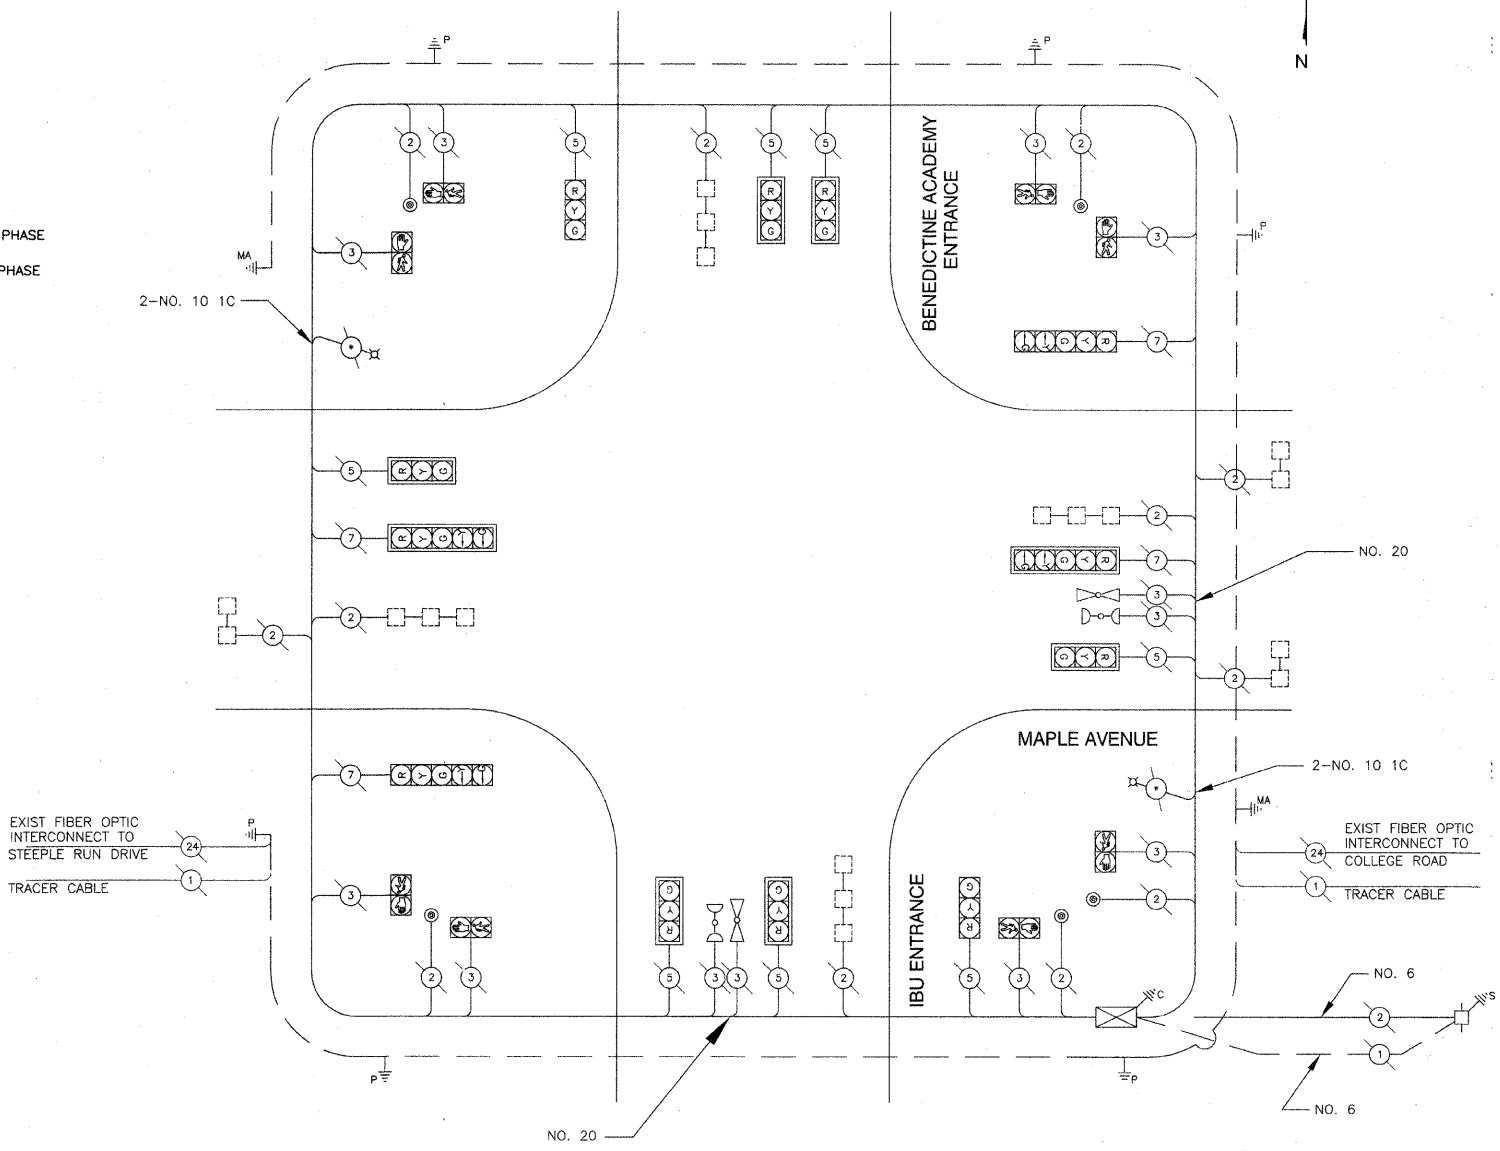 N
P
P
2
3
5
2
5
5
3
2
R
Y
G
R
Y
G
R
Y
G
BENEDICTINE ACADEMY
ENTRANCE
PHASE
PHASE
MA
3
3
P
2-NO. 10 1C
*
G Y G Y R
7
5
R Y G
2
2
7
R Y G Y G
G Y G Y R
7
NO. 20
3
3
2
2
G Y R
5
2
MAPLE AVENUE
7
R Y G Y G
*
2-NO. 10 1C
MA
EXIST FIBER OPTIC
INTERCONNECT TO
STEEPLE RUN DRIVE
24
P
TRACER CABLE
1
EXIST FIBER OPTIC
INTERCONNECT TO
COLLEGE ROAD
24
TRACER CABLE
1
3
3
2
G
Y
R
G
Y
R
G
Y
R
IBU ENTRANCE
2
3
5
3
3
5
2
5
3
2
C
NO. 6
2
S
1
NO. 6
P
P
NO. 20